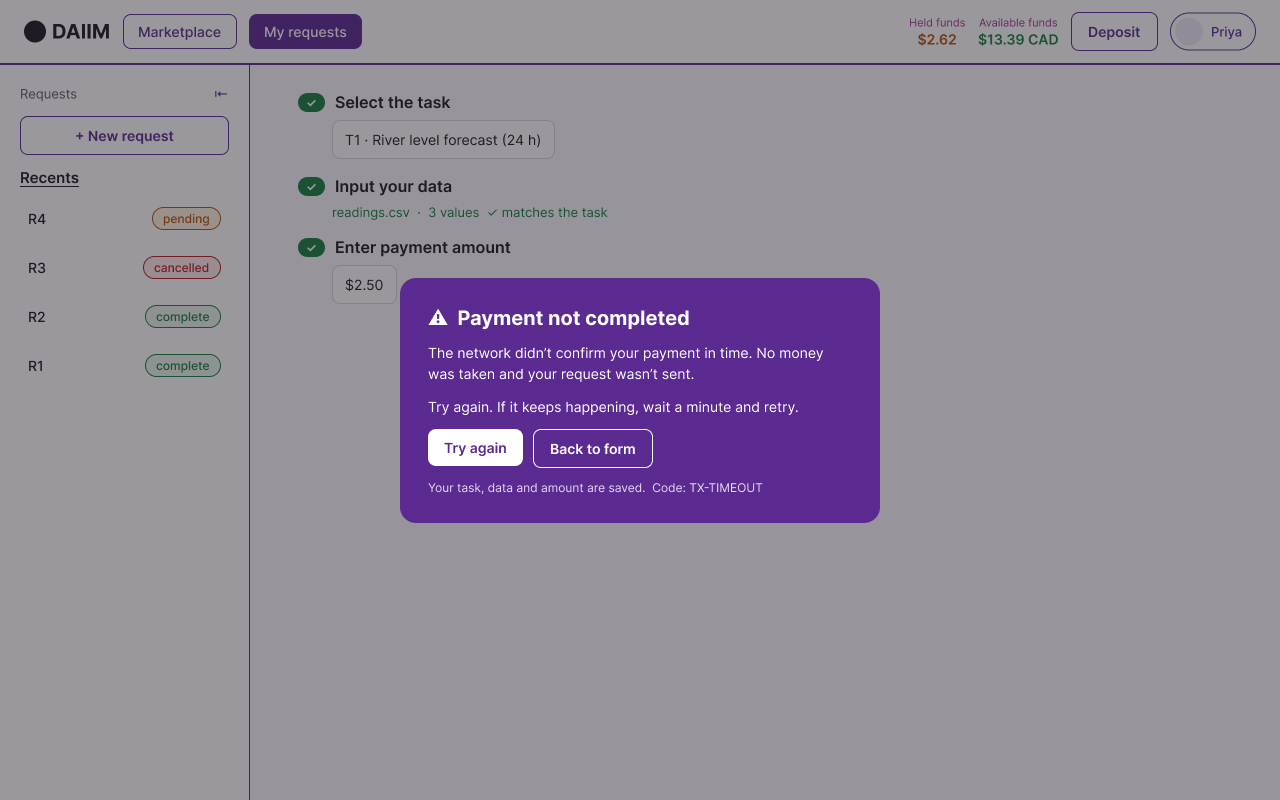 DAIIM
Marketplace
My requests
Held funds
$2.62
Available funds
$13.39 CAD
Deposit
Priya
Requests
+ New request
Recents
R4 pending
R3 cancelled
R2 complete
R1 complete
Select the task
T1 · River level forecast (24 h)
Input your data
readings.csv · 3 values ✓ matches the task
Enter payment amount
$2.50
Payment not completed
The network didn’t confirm your payment in time. No money
was taken and your request wasn’t sent.
Try again. If it keeps happening, wait a minute and retry.
Try again
Back to form
Your task, data and amount are saved. Code: TX-TIMEOUT